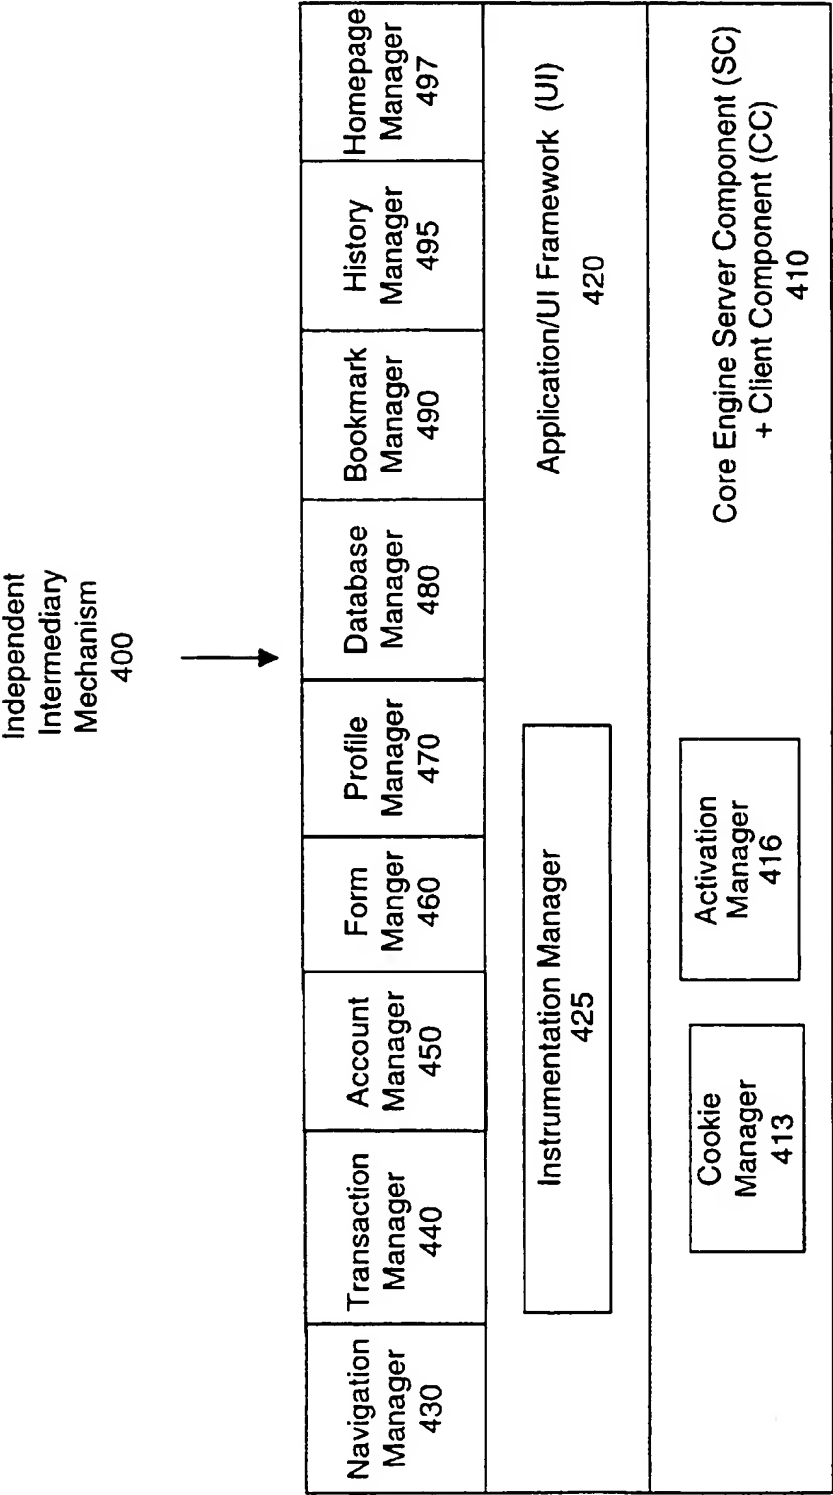 Independent
Intermediary
Mechanism
400
Navigation
Manager
430
Transaction
Manager
440
Account
Manager
450
Form
Manger
460
Profile
Manager
470
Database
Manager
480
Bookmark
Manager
490
History
Manager
495
Homepage
Manager
497
Instrumentation Manager
425
Application/UI Framework (UI)
420
Cookie
Manager
413
Activation
Manager
416
Core Engine Server Component (SC)
+ Client Component (CC)
410